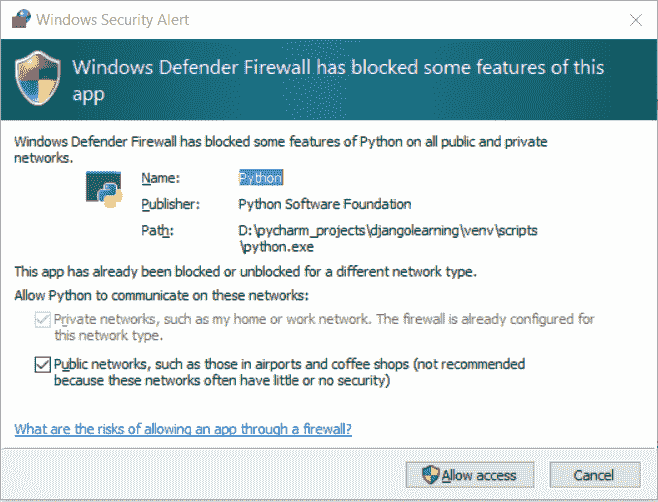 Windows Security Alert
Windows Defender Firewall has blocked some features of this
app
Windows Defender Firewall has blocked some features of Python on all public and private
networks.
Name: Python
Publisher: Python Software Foundation
Path: D:\pycharm_projects\djangolearning\venv\scripts
\python.exe
This app has already been blocked or unblocked for a different network type.
Allow Python to communicate on these networks:
Private networks, such as my home or work network. The firewall is already configured for
this network type.
Public networks, such as those in airports and coffee shops (not recommended
because these networks often have little or no security)
What are the risks of allowing an app through a firewall?
Allow access Cancel